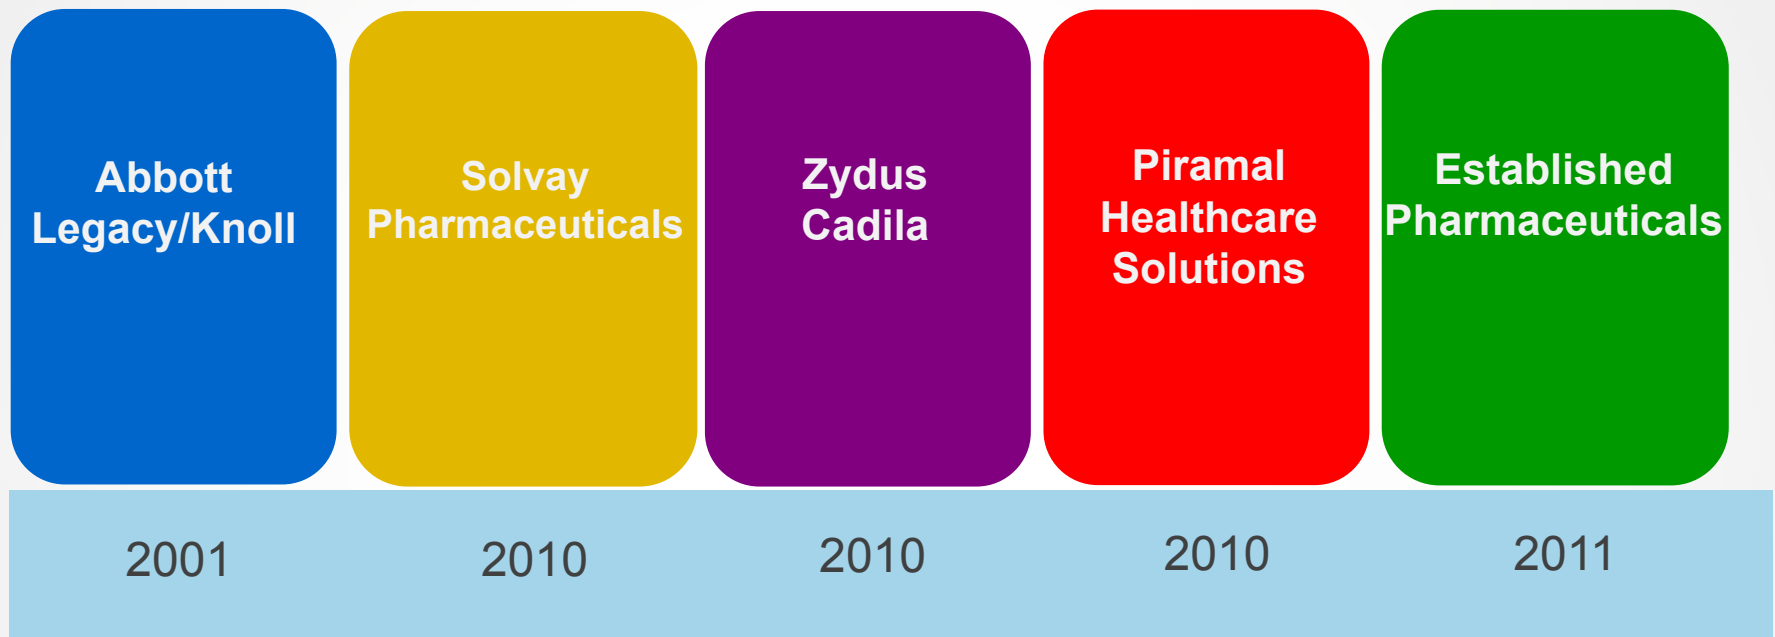 Abbott
Legacy/Knoll
Solvay
Pharmaceuticals
Zydus
Cadila
Piramal
Healthcare
Solutions
Established
Pharmaceuticals
2001
2010
2010
2010
2011